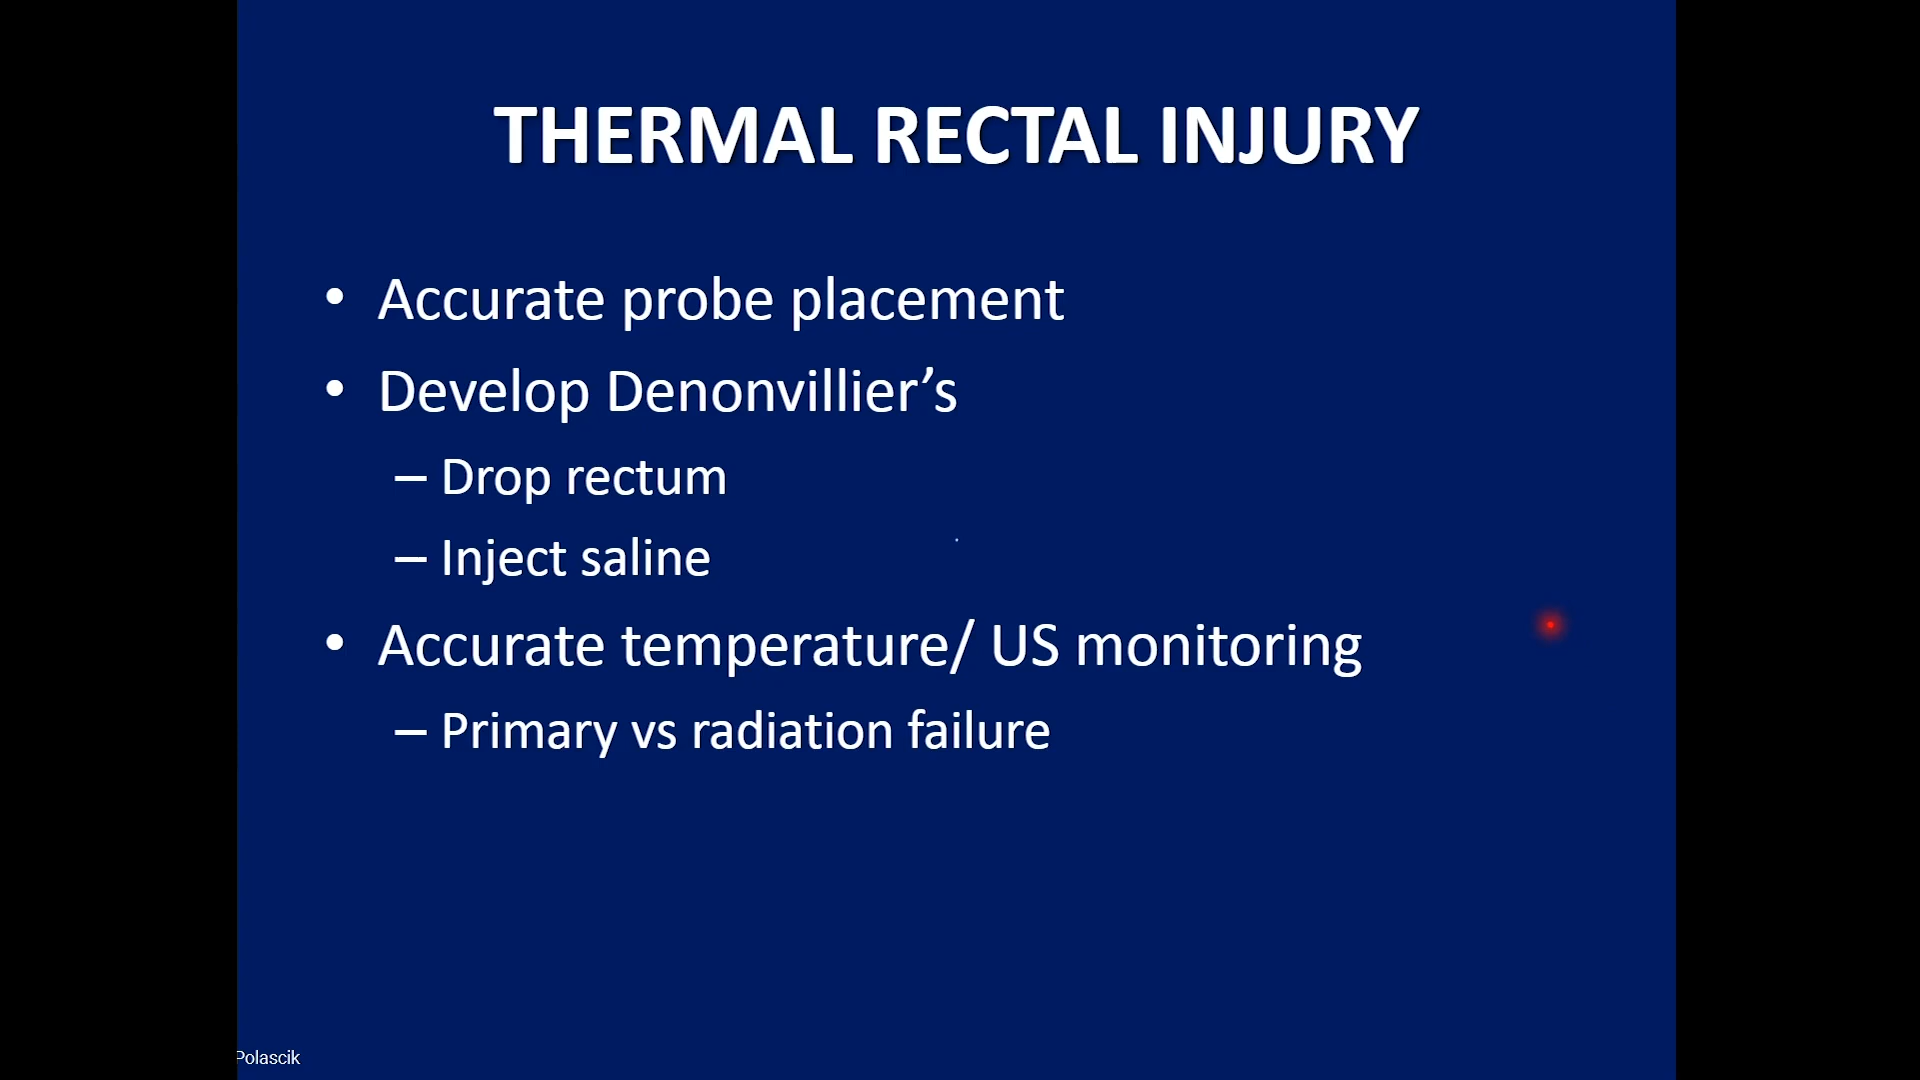 THERMAL RECTAL INJURY
• Accurate probe placement
• Develop Denonvillier’s
– Drop rectum
– Inject saline
• Accurate temperature/ US monitoring
– Primary vs radiation failure
Polascik